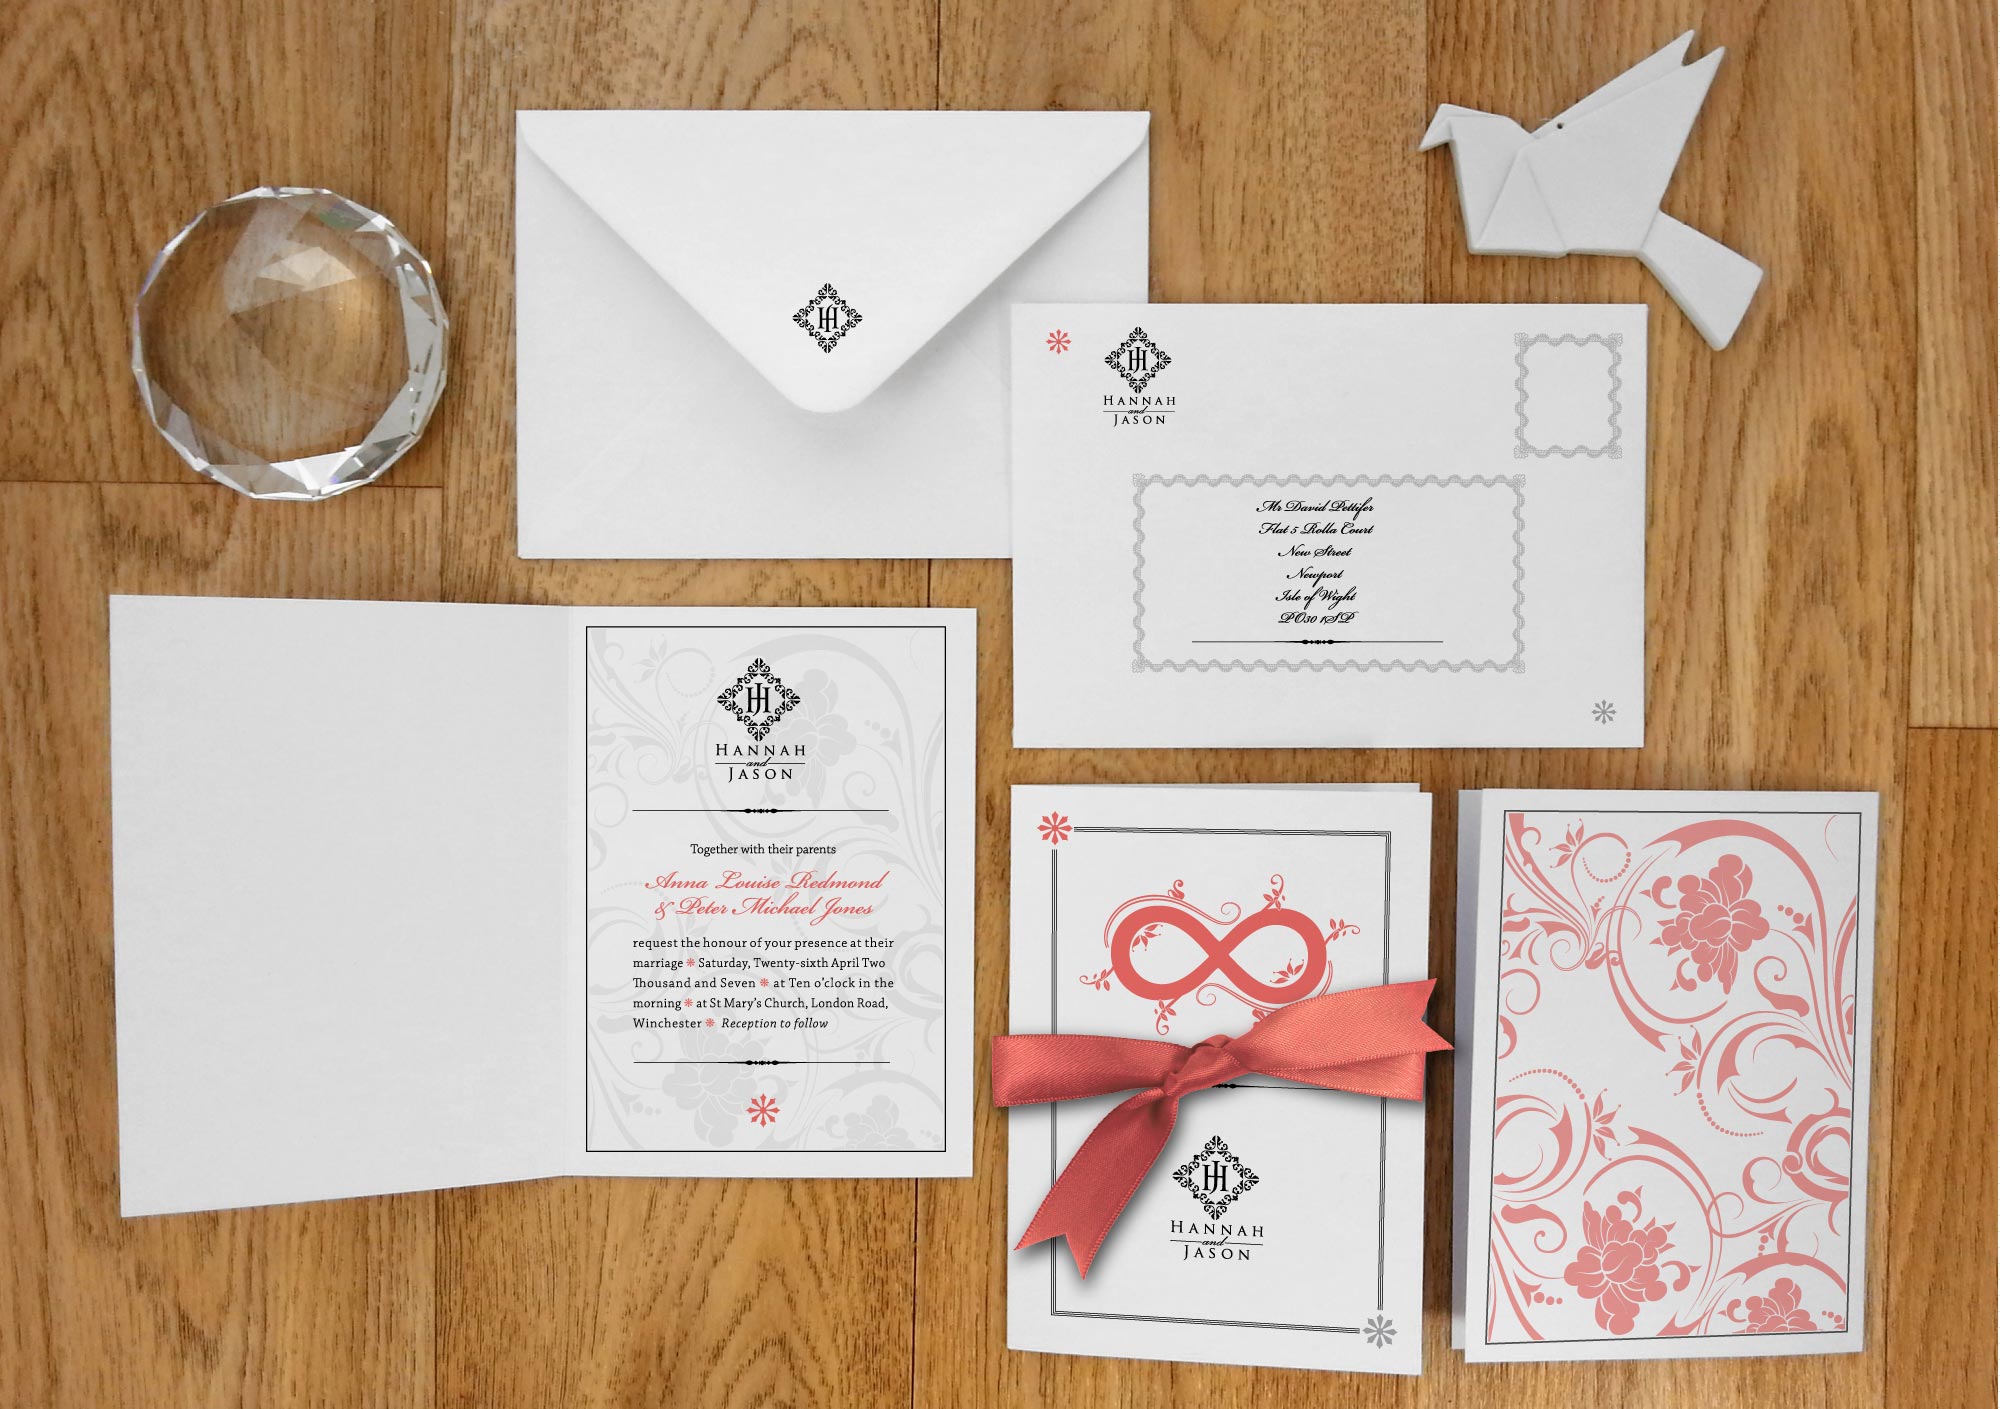 HJ
HJ
HANNAH
and
JASON
Mr David Pettifer
Flat 5 Rolla Court
New Street
Newport
Isle of Wight
PO30 1SP
HJ
HANNAH
and
JASON
Together with their parents
Anna Louise Redmond
& Peter Michael Jones
request the honour of your presence at their
marriage ❋ Saturday, Twenty-sixth April Two
Thousand and Seven ❋ at Ten o'clock in the
morning ❋ at St Mary's Church, London Road,
Winchester ❋ Reception to follow
HJ
HANNAH
and
JASON